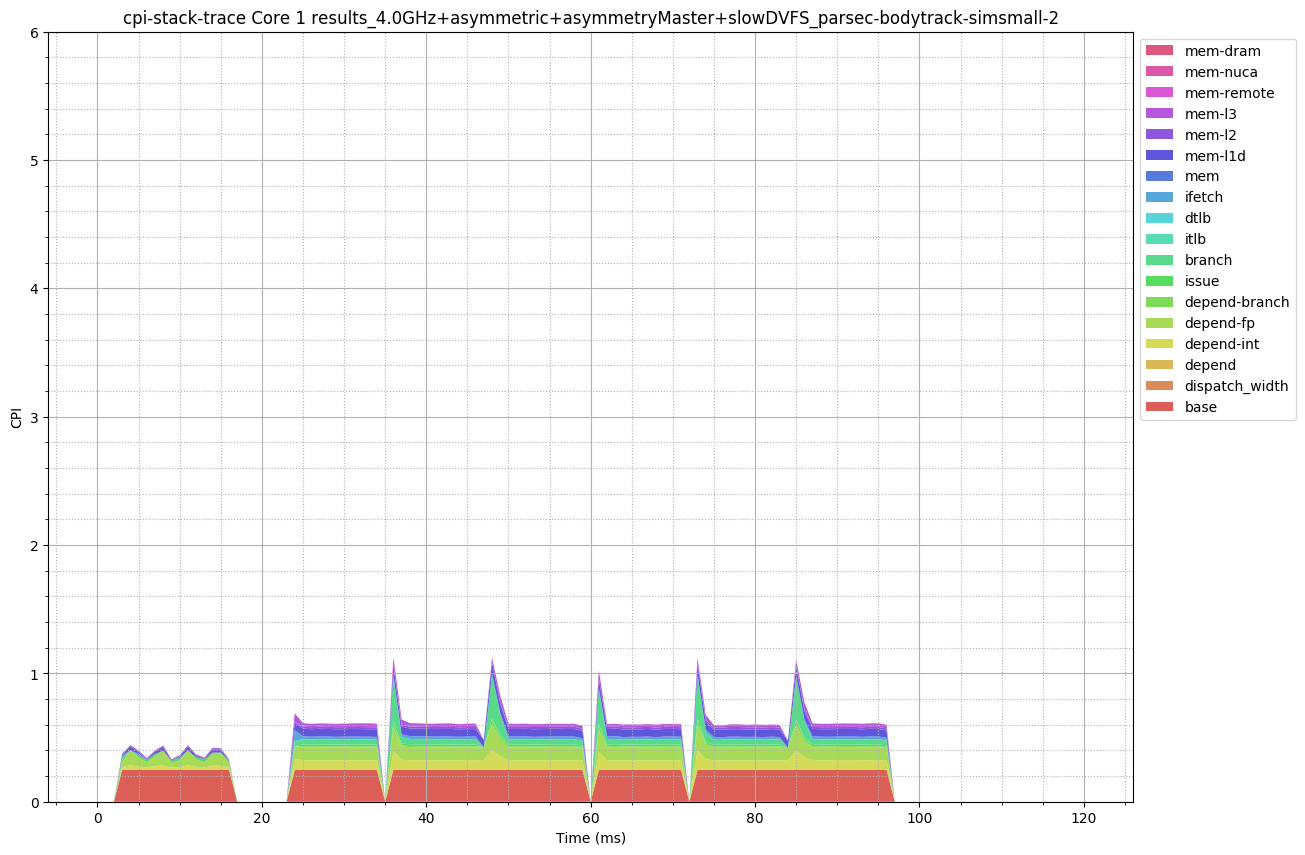 cpi-stack-trace Core 1 results_4.0GHz+asymmetric+asymmetryMaster+slowDVFS_parsec-bodytrack-simsmall-2
6
5
4
3
2
1
0
CPI
0
20
40
60
80
100
120
Time (ms)
mem-dram
mem-nuca
mem-remote
mem-l3
mem-l2
mem-l1d
mem
ifetch
dtlb
itlb
branch
issue
depend-branch
depend-fp
depend-int
depend
dispatch_width
base